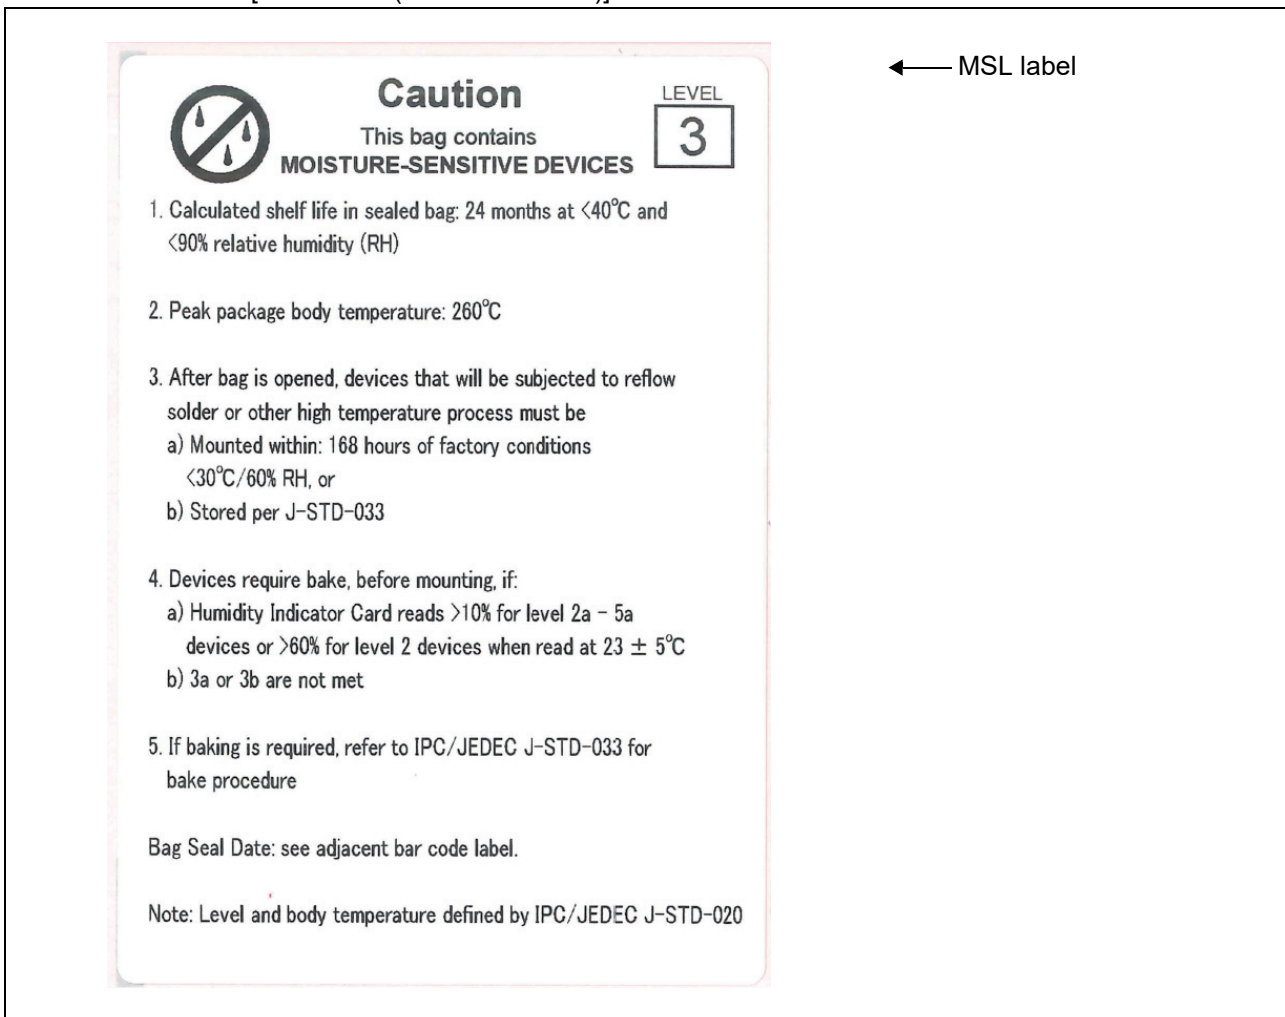 MSL label
Caution
LEVEL
3
This bag contains
MOISTURE-SENSITIVE DEVICES
1. Calculated shelf life in sealed bag: 24 months at <40°C and
<90% relative humidity (RH)
2. Peak package body temperature: 260°C
3. After bag is opened, devices that will be subjected to reflow
solder or other high temperature process must be
a) Mounted within: 168 hours of factory conditions
<30°C/60% RH, or
b) Stored per J-STD-033
4. Devices require bake, before mounting, if:
a) Humidity Indicator Card reads >10% for level 2a - 5a
devices or >60% for level 2 devices when read at 23 ± 5°C
b) 3a or 3b are not met
5. If baking is required, refer to IPC/JEDEC J-STD-033 for
bake procedure
Bag Seal Date: see adjacent bar code label.
Note: Level and body temperature defined by IPC/JEDEC J-STD-020